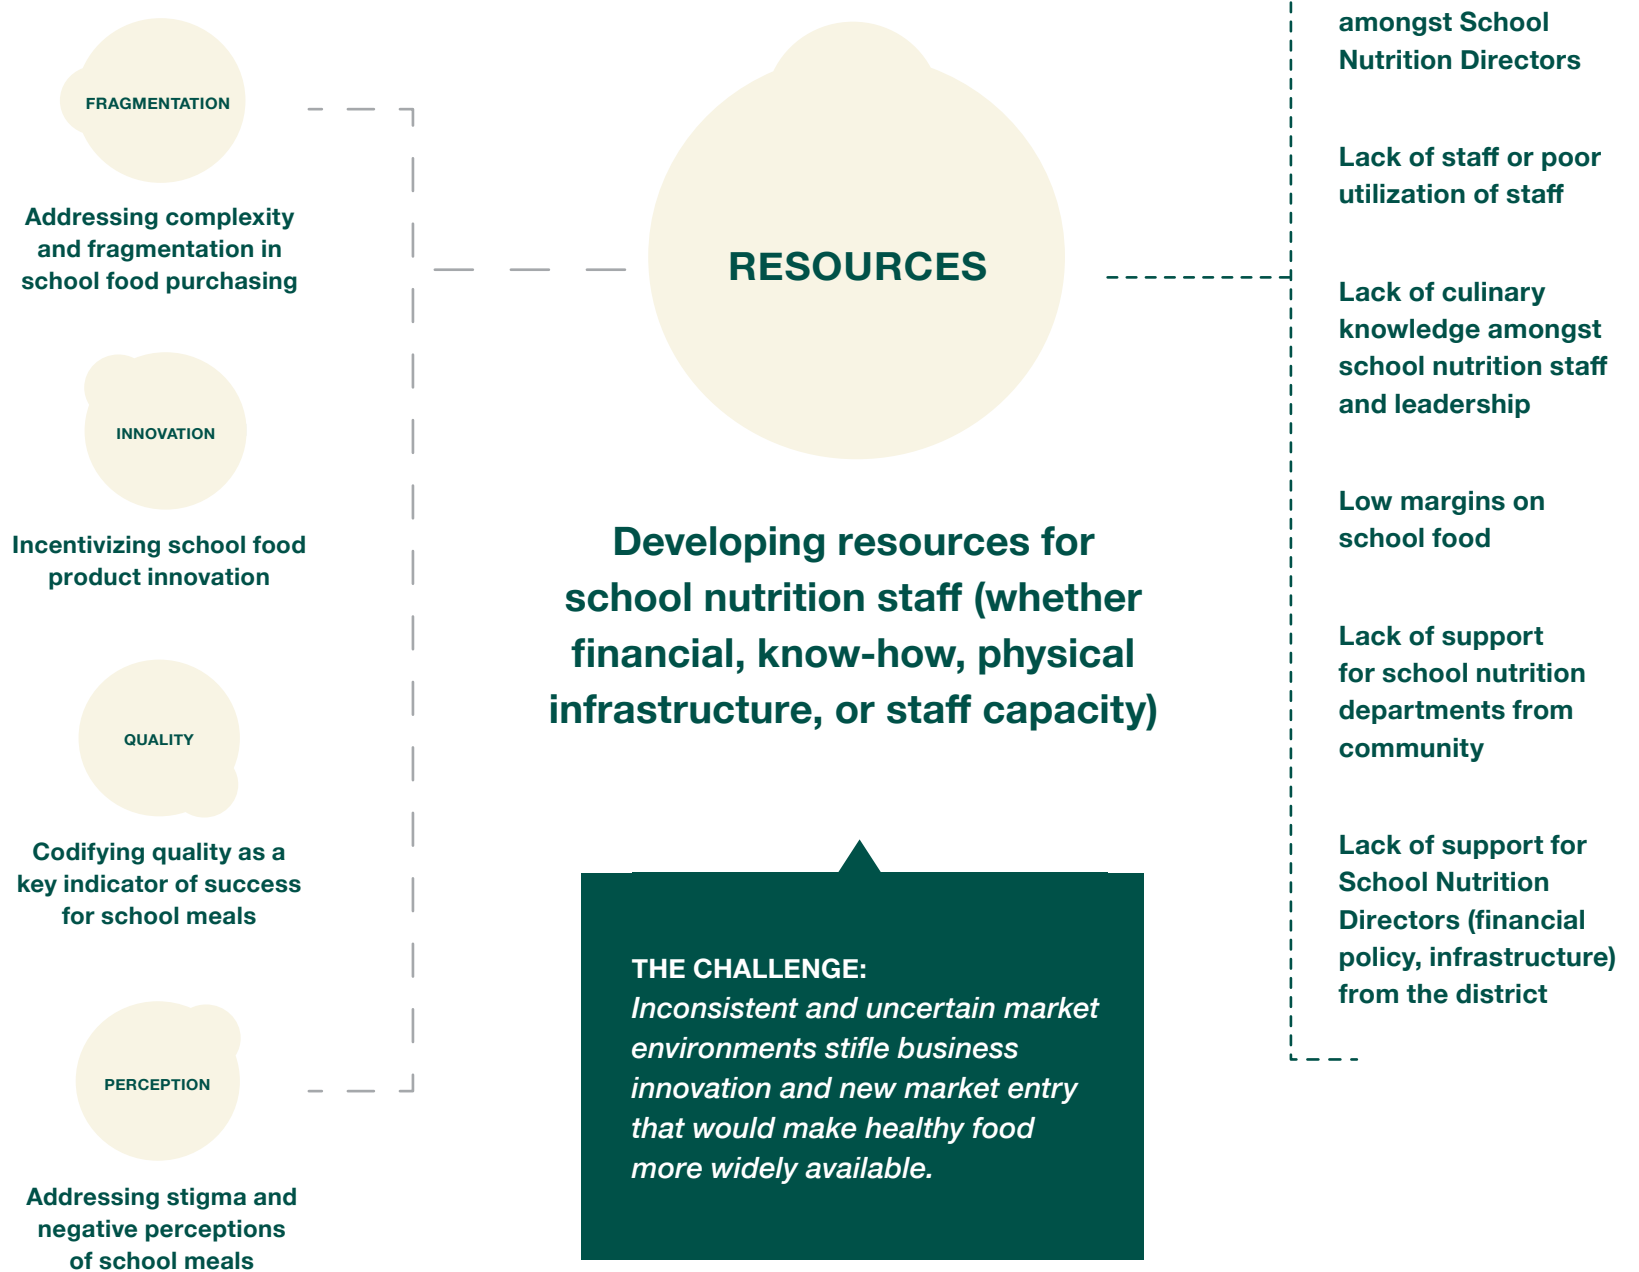 FRAGMENTATION
Addressing complexity
and fragmentation in
school food purchasing
INNOVATION
Incentivizing school food
product innovation
QUALITY
Codifying quality as a
key indicator of success
for school meals
PERCEPTION
Addressing stigma and
negative perceptions
of school meals
RESOURCES
Developing resources for
school nutrition staff (whether
financial, know-how, physical
infrastructure, or staff capacity)
THE CHALLENGE:
Inconsistent and uncertain market
environments stifle business
innovation and new market entry
that would make healthy food
more widely available.
amongst School
Nutrition Directors
Lack of staff or poor
utilization of staff
Lack of culinary
knowledge amongst
school nutrition staff
and leadership
Low margins on
school food
Lack of support
for school nutrition
departments from
community
Lack of support for
School Nutrition
Directors (financial
policy, infrastructure)
from the district